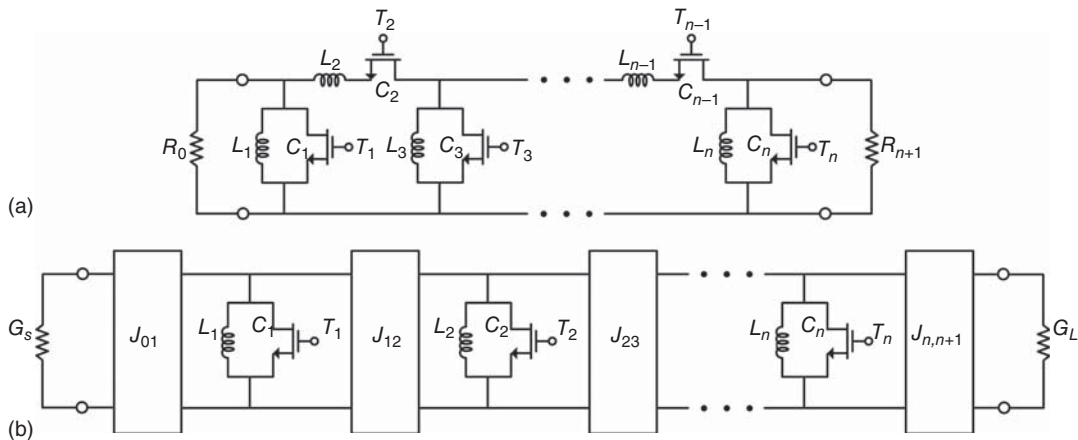 T2 Tn–1
L2 Ln–1
C2 Cn–1
R0 L1 C1 T1 L3 C3 T3 Ln Cn Tn Rn+1
(a)
Gs J01 L1 C1 T1 J12 L2 C2 T2 J23 Ln Cn Tn Jn,n+1 GL
(b)